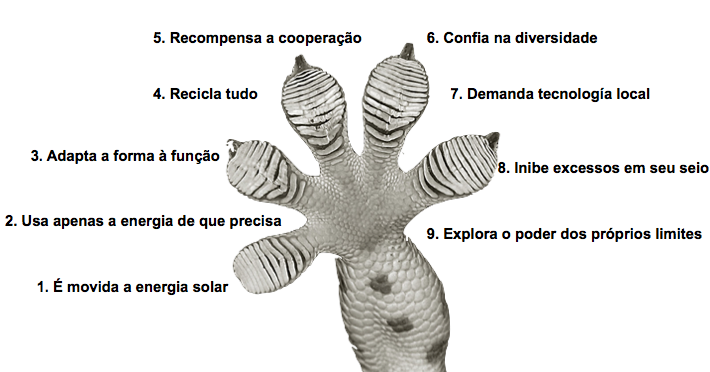 1. É movida a energia solar
2. Usa apenas a energia de que precisa
3. Adapta a forma à função
4. Recicla tudo
5. Recompensa a cooperação
6. Confia na diversidade
7. Demanda tecnología local
8. Inibe excessos em seu seio
9. Explora o poder dos próprios limites